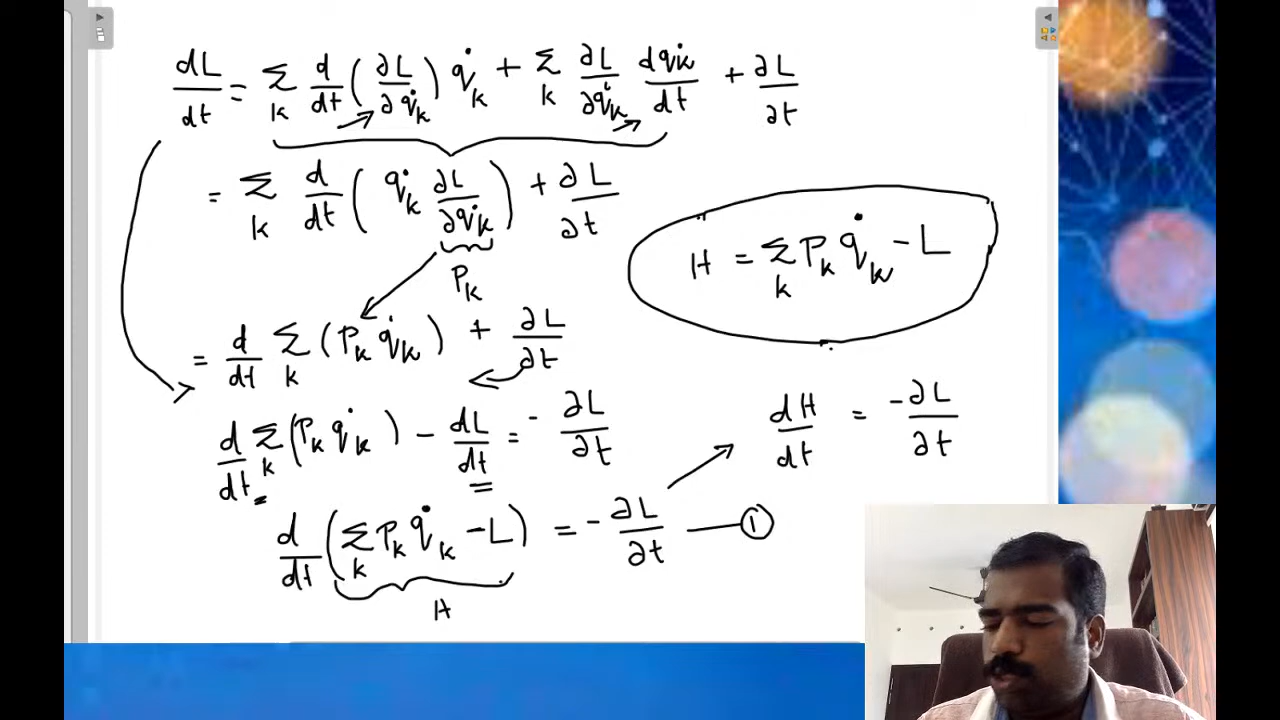 dL/dt = Σ_k d/dt (∂L/∂q̇_k) q̇_k + Σ_k ∂L/∂q̇_k dq̇_k/dt + ∂L/∂t
= Σ_k d/dt ( q̇_k ∂L/∂q̇_k ) + ∂L/∂t
P_k
H = Σ_k P_k q̇_k - L
= d/dt Σ_k (P_k q̇_k) + ∂L/∂t
d/dt Σ_k (P_k q̇_k) - dL/dt = - ∂L/∂t
dH/dt = -∂L/∂t
d/dt (Σ_k P_k q̇_k - L) = - ∂L/∂t — ①
H